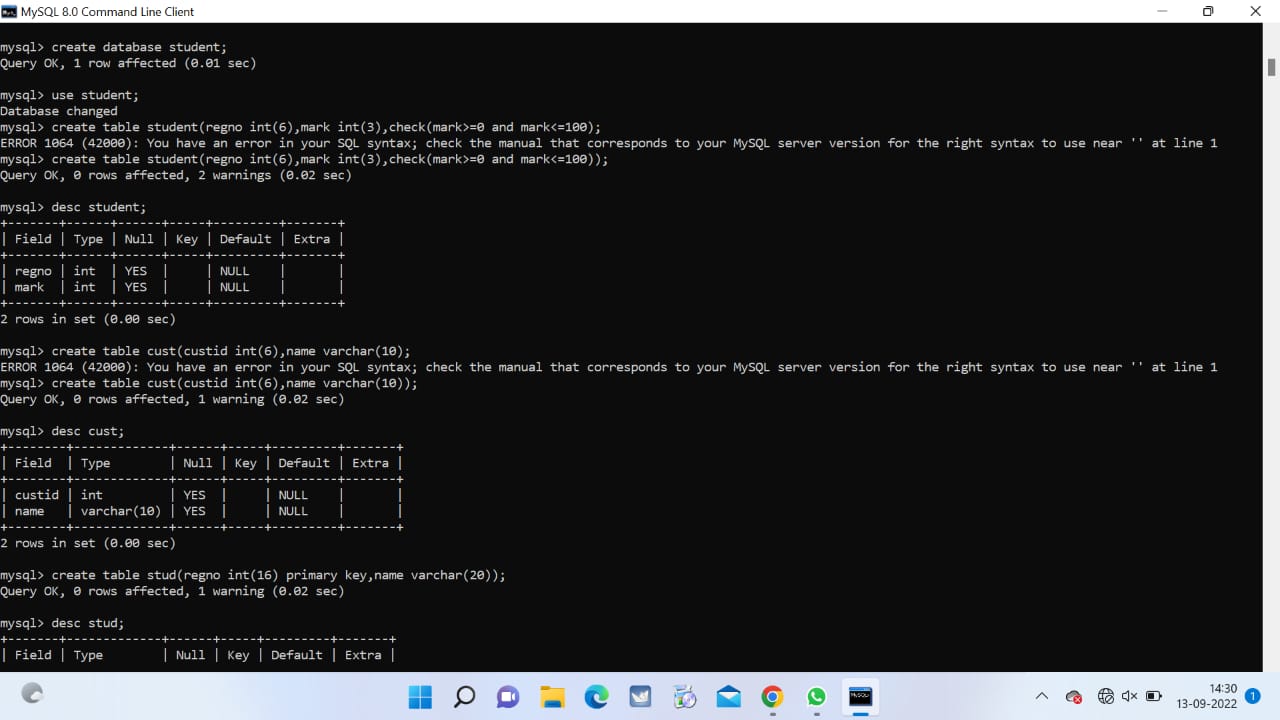 MySQL 8.0 Command Line Client
mysql> create database student;
Query OK, 1 row affected (0.01 sec)
mysql> use student;
Database changed
mysql> create table student(regno int(6),mark int(3),check(mark>=0 and mark<=100);
ERROR 1064 (42000): You have an error in your SQL syntax; check the manual that corresponds to your MySQL server version for the right syntax to use near '' at line 1
mysql> create table student(regno int(6),mark int(3),check(mark>=0 and mark<=100));
Query OK, 0 rows affected, 2 warnings (0.02 sec)
mysql> desc student;
+-------+------+------+-----+---------+-------+
| Field | Type | Null | Key | Default | Extra |
+-------+------+------+-----+---------+-------+
| regno | int  | YES  |     | NULL    |       |
| mark  | int  | YES  |     | NULL    |       |
+-------+------+------+-----+---------+-------+
2 rows in set (0.00 sec)
mysql> create table cust(custid int(6),name varchar(10);
ERROR 1064 (42000): You have an error in your SQL syntax; check the manual that corresponds to your MySQL server version for the right syntax to use near '' at line 1
mysql> create table cust(custid int(6),name varchar(10));
Query OK, 0 rows affected, 1 warning (0.02 sec)
mysql> desc cust;
+--------+-------------+------+-----+---------+-------+
| Field  | Type        | Null | Key | Default | Extra |
+--------+-------------+------+-----+---------+-------+
| custid | int         | YES  |     | NULL    |       |
| name   | varchar(10) | YES  |     | NULL    |       |
+--------+-------------+------+-----+---------+-------+
2 rows in set (0.00 sec)
mysql> create table stud(regno int(16) primary key,name varchar(20));
Query OK, 0 rows affected, 1 warning (0.02 sec)
mysql> desc stud;
+-------+-------------+------+-----+---------+-------+
| Field | Type        | Null | Key | Default | Extra |
14:30
13-09-2022
1